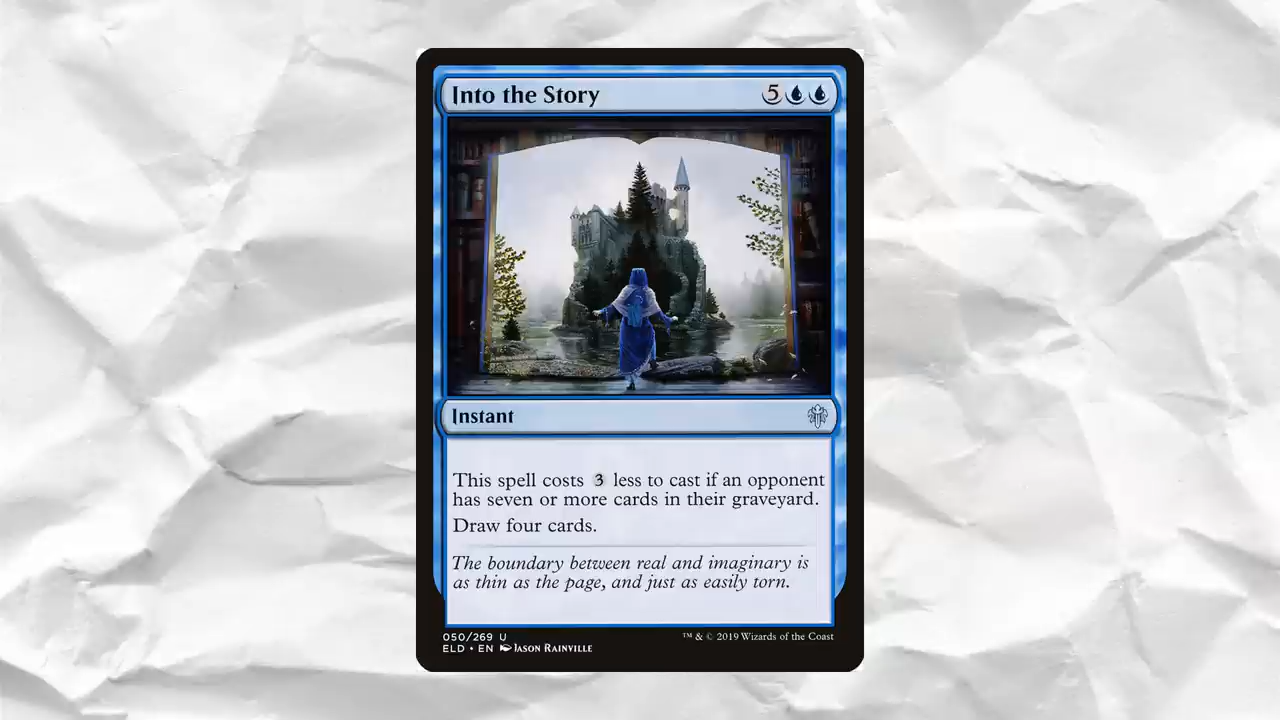 Into the Story 5
Instant
This spell costs 3 less to cast if an opponent
has seven or more cards in their graveyard.
Draw four cards.
The boundary between real and imaginary is
as thin as the page, and just as easily torn.
050/269 U
ELD • EN Jason Rainville
™ & © 2019 Wizards of the Coast